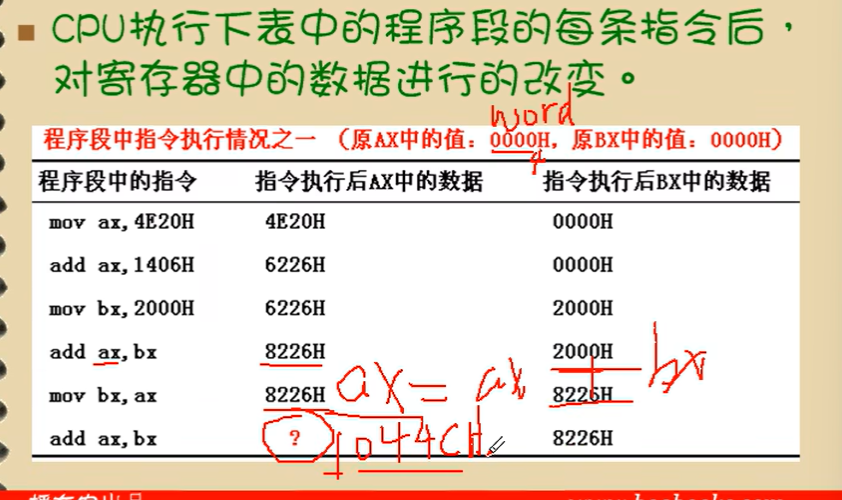 CPU执行下表中的程序段的每条指令后，
对寄存器中的数据进行的改变。
word
程序段中指令执行情况之一 （原AX中的值：0000H，原BX中的值：0000H）
4
程序段中的指令 指令执行后AX中的数据 指令执行后BX中的数据
mov ax,4E20H 4E20H 0000H
add ax,1406H 6226H 0000H
mov bx,2000H 6226H 2000H
add ax,bx 8226H 2000H
ax = ax + bx
mov bx,ax 8226H 8226H
add ax,bx ? 1044CH 8226H